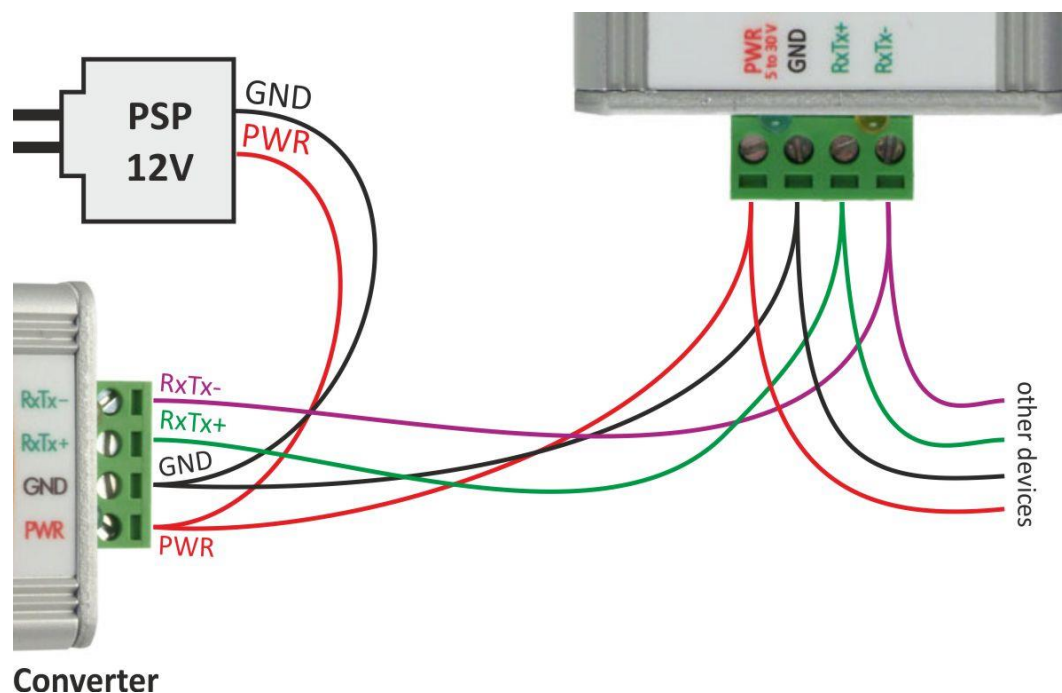 PSP
12V
GND
PWR
PWR
5 to 30 V
GND
RxTx+
RxTx-
RxTx-
RxTx+
GND
PWR
RxTx-
RxTx+
GND
PWR
other devices
Converter